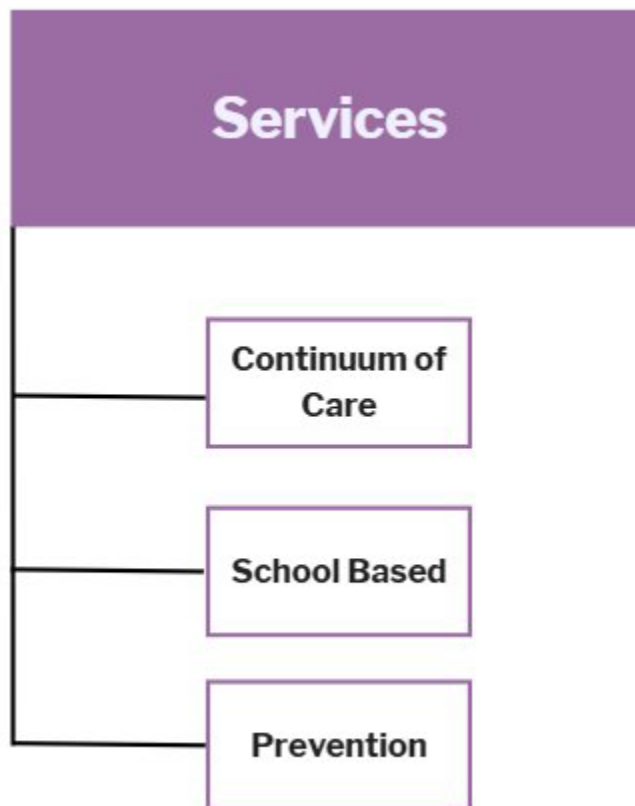 Services
Continuum of
Care
School Based
Prevention